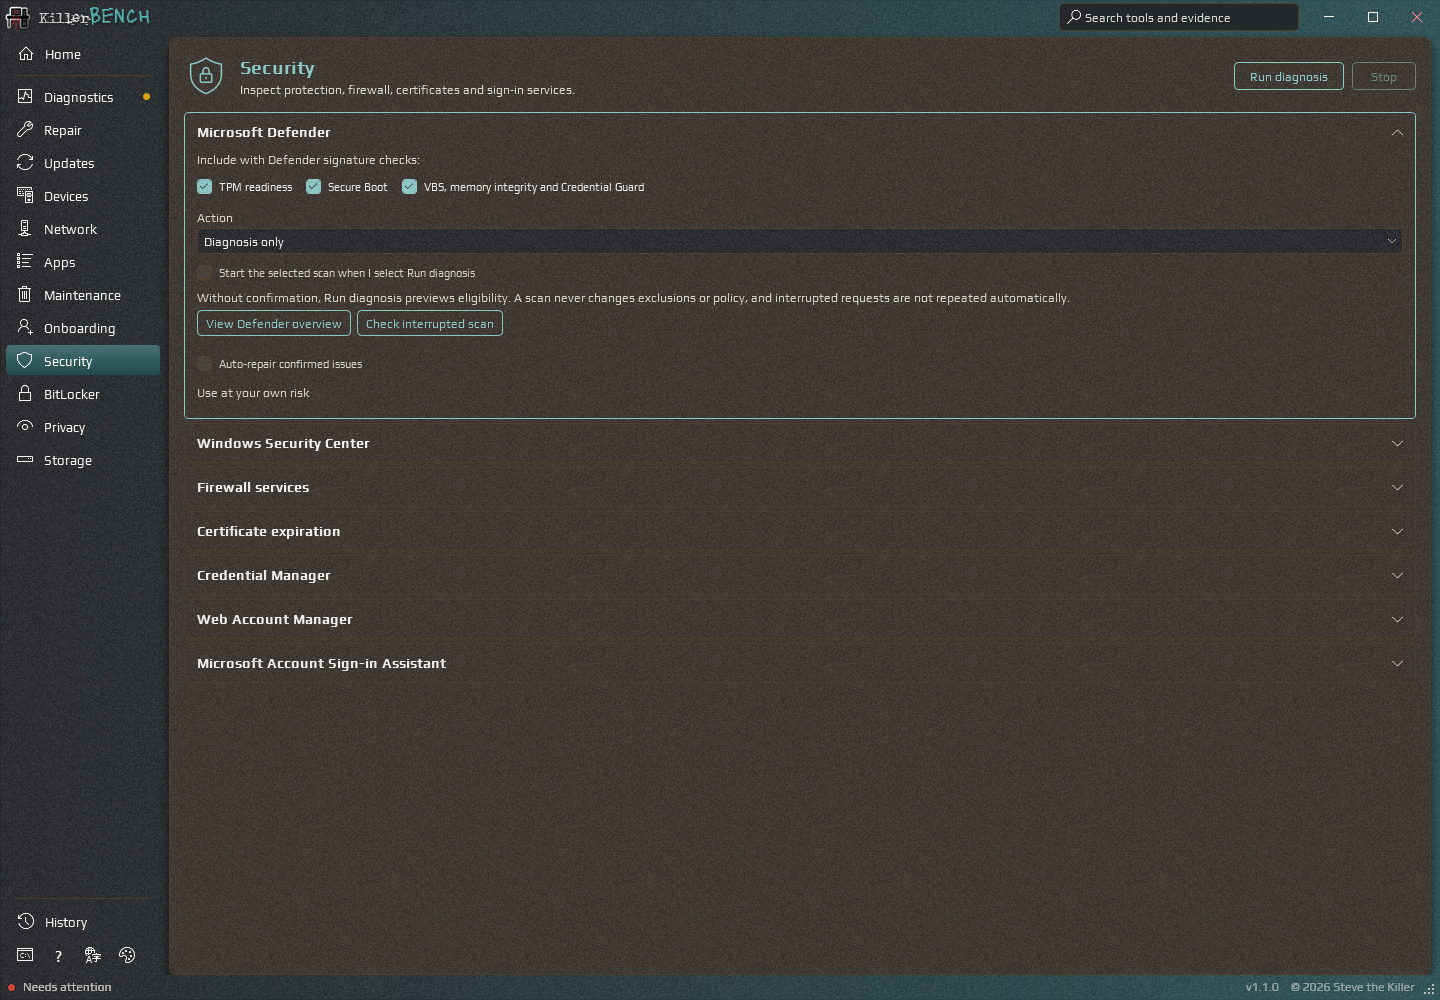 KillerBENCH
Search tools and evidence
Home
Diagnostics
Repair
Updates
Devices
Network
Apps
Maintenance
Onboarding
Security
BitLocker
Privacy
Storage
Security
Inspect protection, firewall, certificates and sign-in services.
Run diagnosis
Stop
Microsoft Defender
Include with Defender signature checks:
TPM readiness
Secure Boot
VBS, memory integrity and Credential Guard
Action
Diagnosis only
Start the selected scan when I select Run diagnosis
Without confirmation, Run diagnosis previews eligibility. A scan never changes exclusions or policy, and interrupted requests are not repeated automatically.
View Defender overview
Check interrupted scan
Auto-repair confirmed issues
Use at your own risk
Windows Security Center
Firewall services
Certificate expiration
Credential Manager
Web Account Manager
Microsoft Account Sign-in Assistant
History
?
Needs attention
v1.1.0
© 2026 Steve the Killer